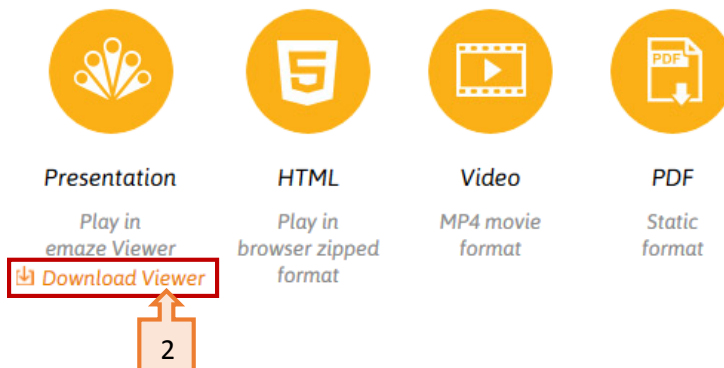 5
PDF
Presentation
Play in
emaze Viewer
Download Viewer
HTML
Play in
browser zipped
format
Video
MP4 movie
format
PDF
Static
format
2